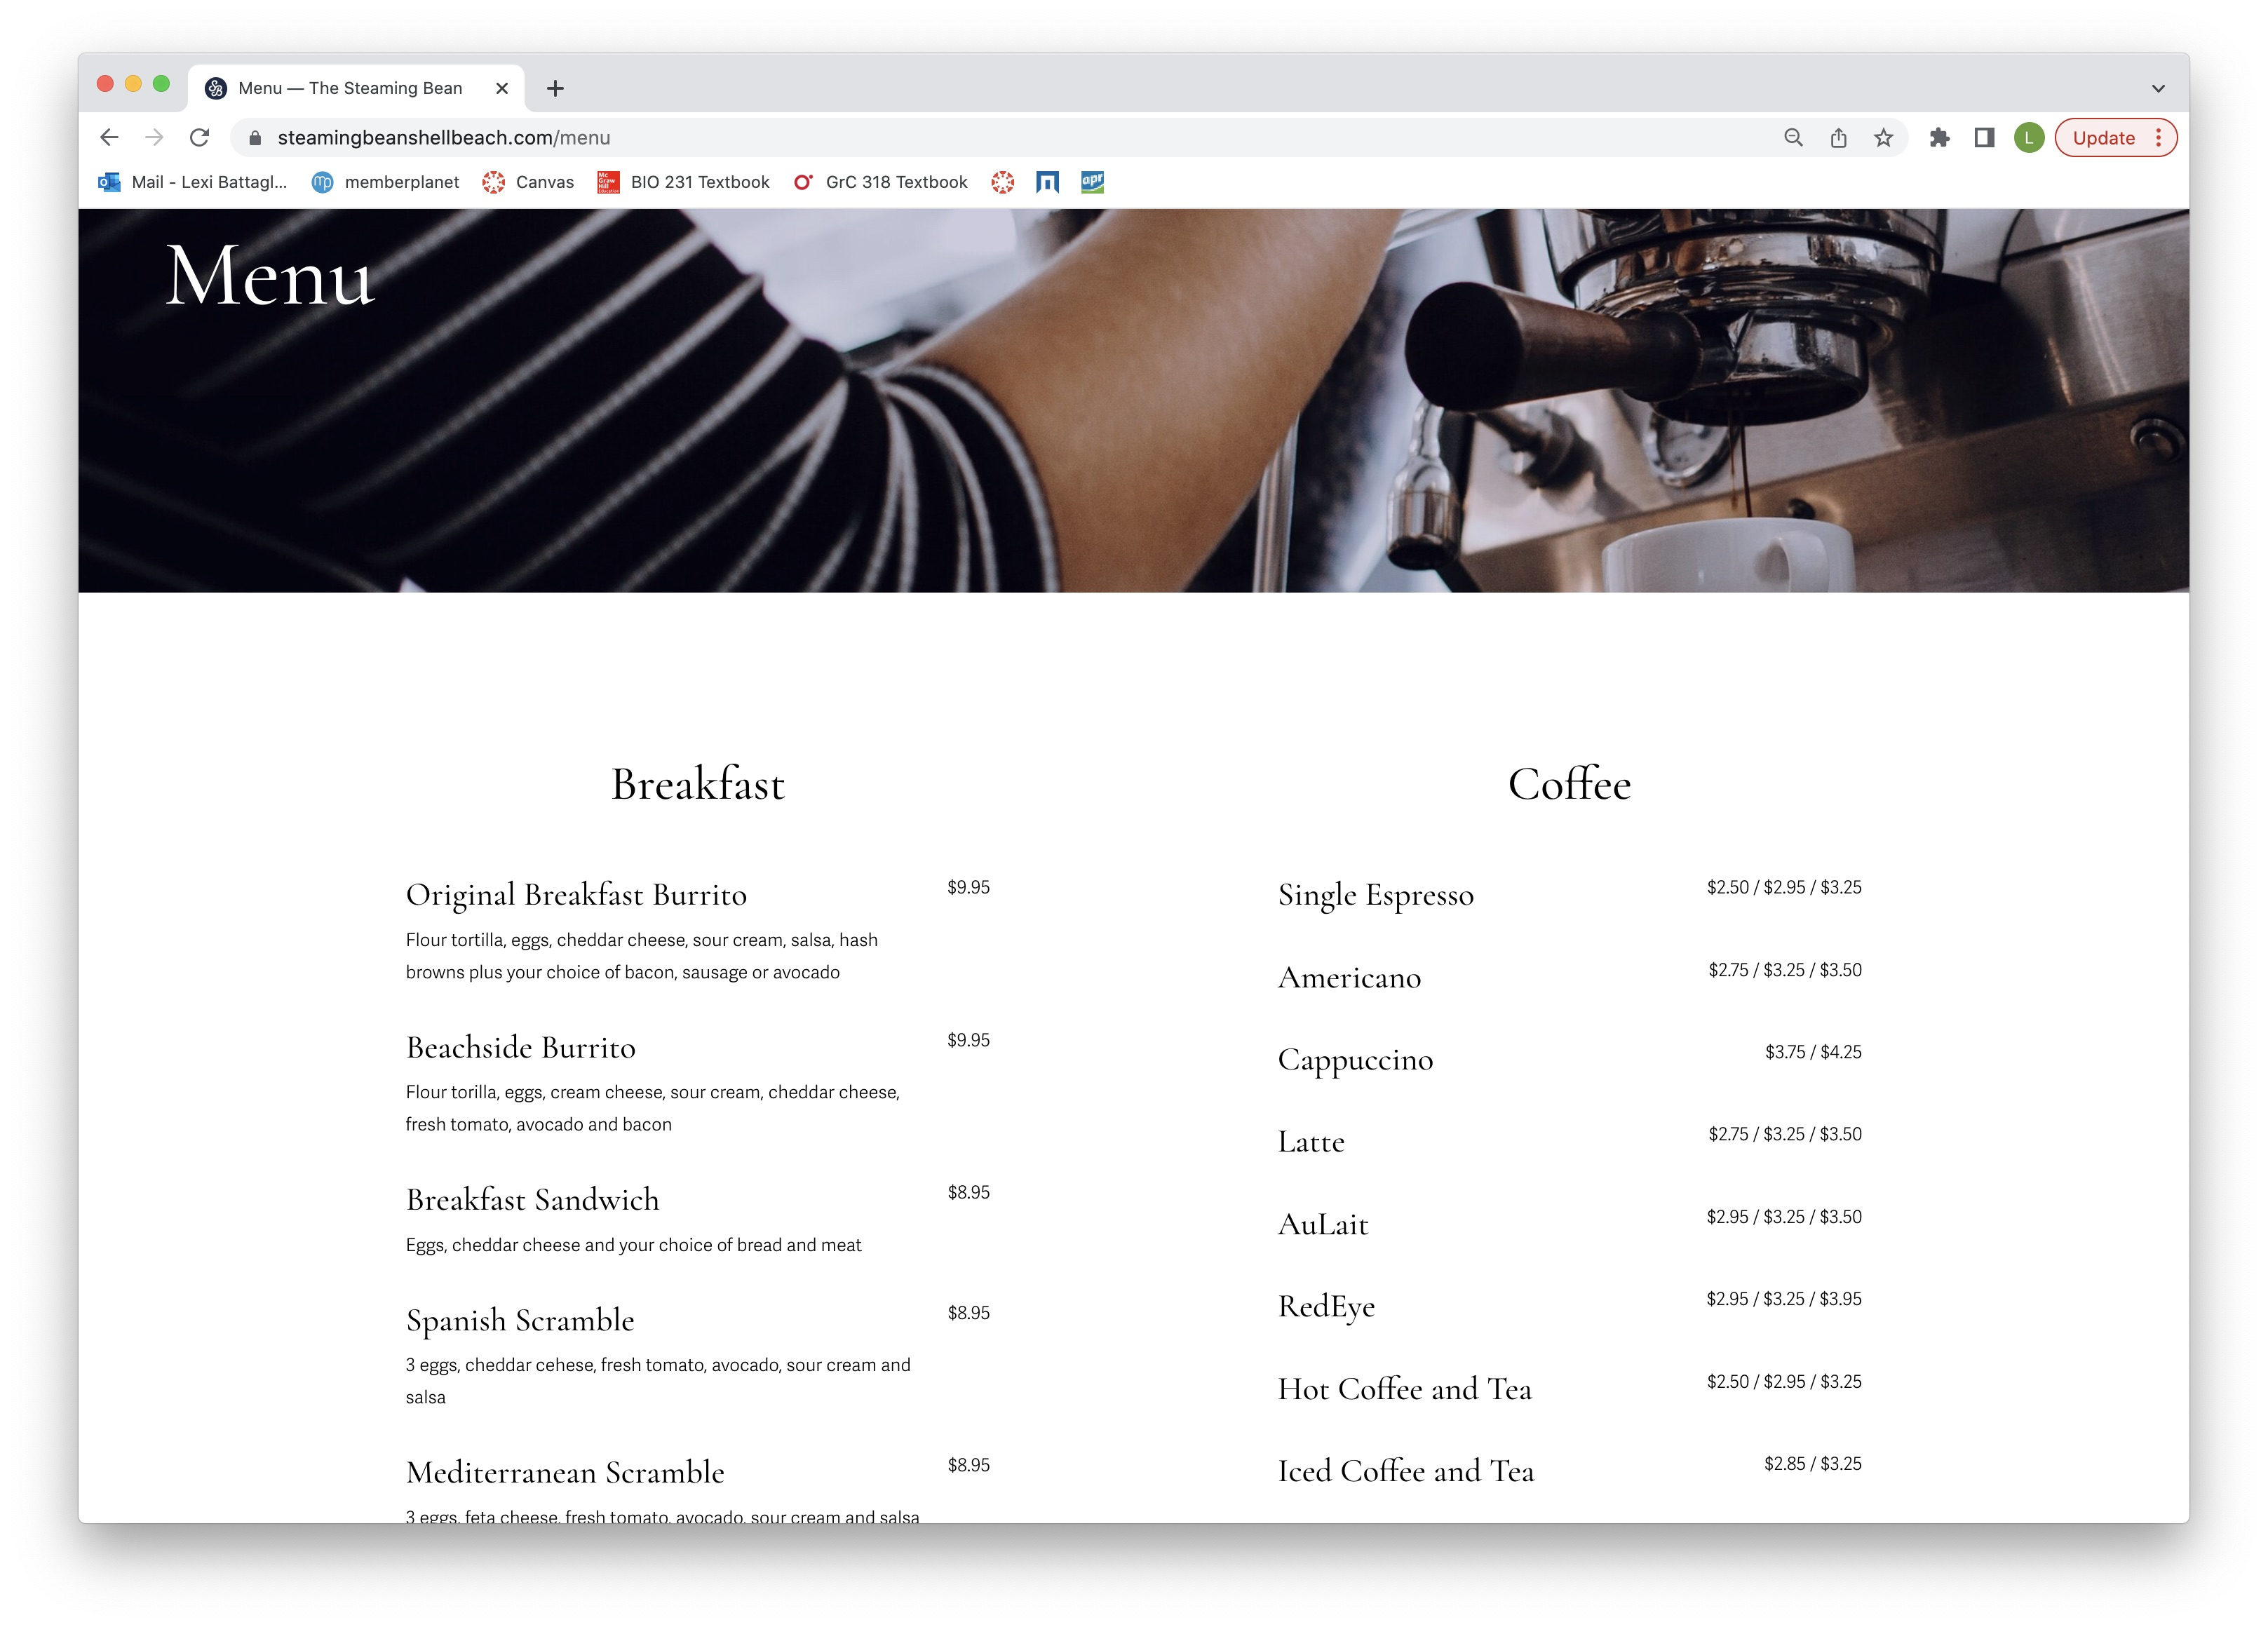 Menu — The Steaming Bean
steamingbeanshellbeach.com/menu
L
Update
Mail - Lexi Battagl...
mp
memberplanet
Canvas
Mc Graw Hill Education
BIO 231 Textbook
GrC 318 Textbook
apr
Menu
Breakfast
Original Breakfast Burrito $9.95
Flour tortilla, eggs, cheddar cheese, sour cream, salsa, hash
browns plus your choice of bacon, sausage or avocado
Beachside Burrito $9.95
Flour torilla, eggs, cream cheese, sour cream, cheddar cheese,
fresh tomato, avocado and bacon
Breakfast Sandwich $8.95
Eggs, cheddar cheese and your choice of bread and meat
Spanish Scramble $8.95
3 eggs, cheddar cehese, fresh tomato, avocado, sour cream and
salsa
Mediterranean Scramble $8.95
3 eggs, feta cheese, fresh tomato, avocado, sour cream and salsa
Coffee
Single Espresso $2.50 / $2.95 / $3.25
Americano $2.75 / $3.25 / $3.50
Cappuccino $3.75 / $4.25
Latte $2.75 / $3.25 / $3.50
AuLait $2.95 / $3.25 / $3.50
RedEye $2.95 / $3.25 / $3.95
Hot Coffee and Tea $2.50 / $2.95 / $3.25
Iced Coffee and Tea $2.85 / $3.25